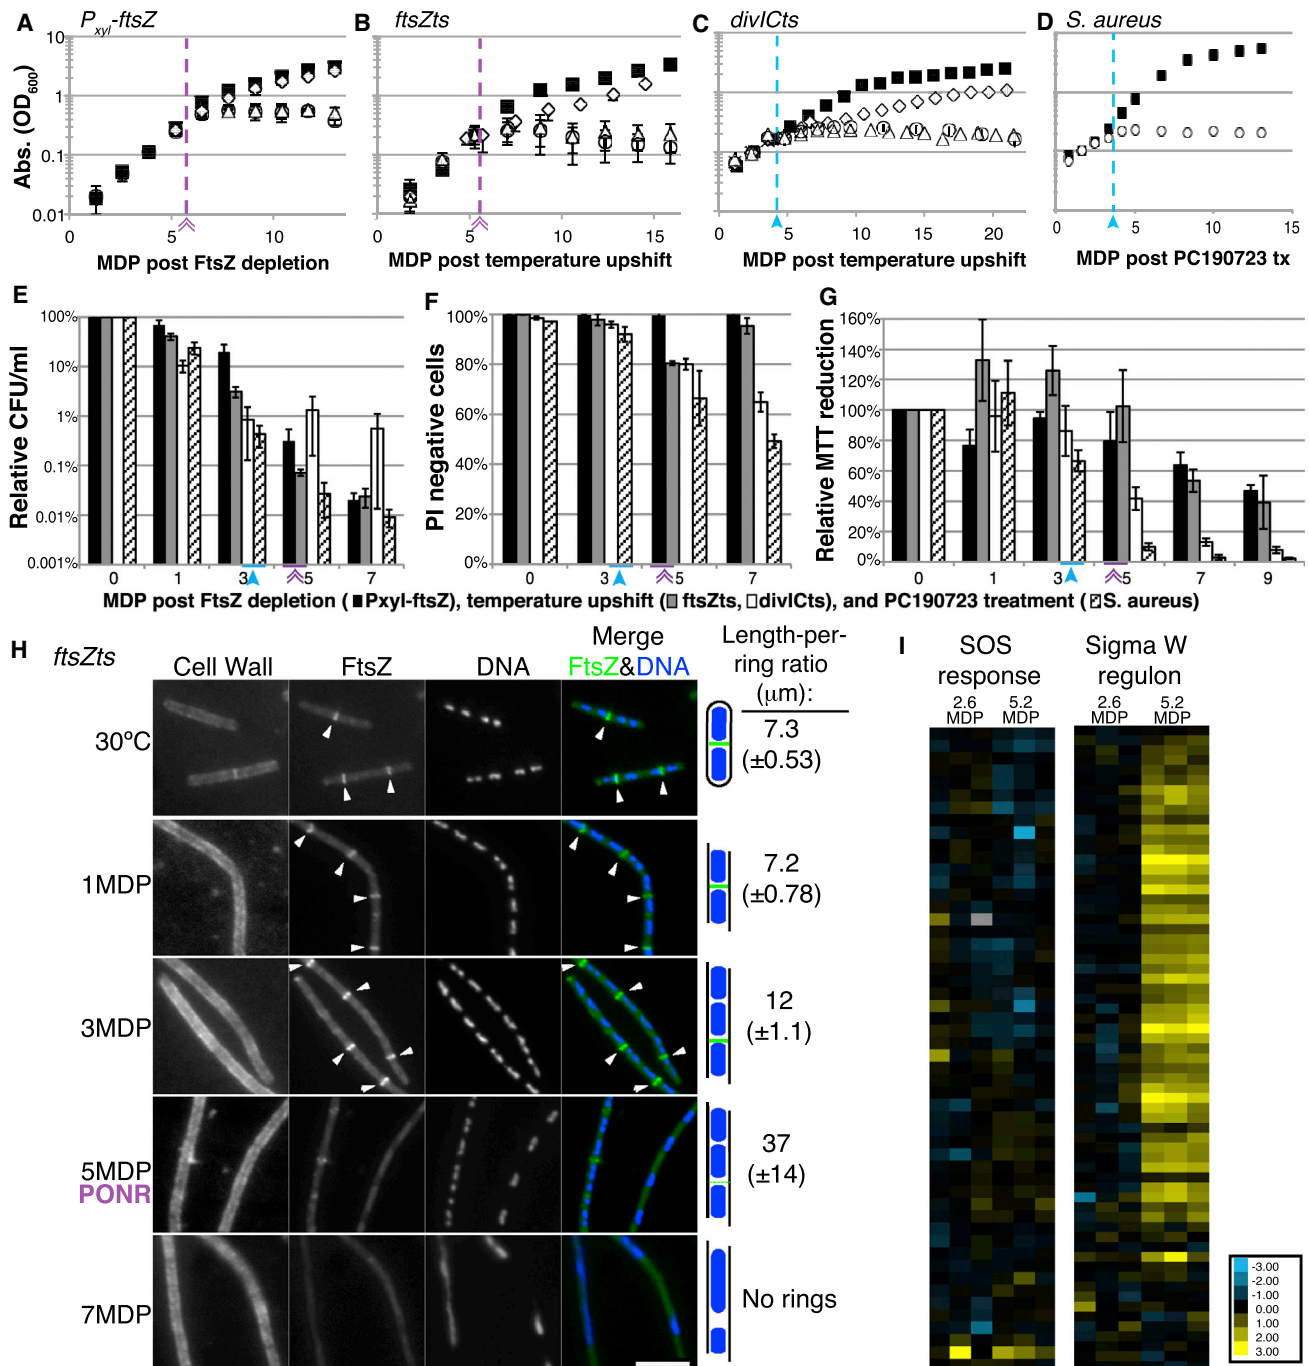 A P_xyl-ftsZ
B ftsZts
C divICts
D S. aureus
Abs. (OD600)
10
1
0.1
0.01
0 5 10
0 5 10 15
0 5 10 15 20
0 5 10 15
MDP post FtsZ depletion
MDP post temperature upshift
MDP post temperature upshift
MDP post PC190723 tx
E
Relative CFU/ml
100%
10%
1%
0.1%
0.01%
0.001%
0 1 3 5 7
F
PI negative cells
100%
80%
60%
40%
20%
0%
0 3 5 7
G
Relative MTT reduction
160%
140%
120%
100%
80%
60%
40%
20%
0%
0 1 3 5 7 9
MDP post FtsZ depletion (Pxyl-ftsZ), temperature upshift (ftsZts, divICts), and PC190723 treatment (S. aureus)
H ftsZts
Cell Wall
FtsZ
DNA
Merge
FtsZ&DNA
Length-per-
ring ratio
(μm):
30ºC
7.3
(±0.53)
1MDP
7.2
(±0.78)
3MDP
12
(±1.1)
5MDP
PONR
37
(±14)
7MDP
No rings
I
SOS
response
2.6
MDP
5.2
MDP
Sigma W
regulon
2.6
MDP
5.2
MDP
-3.00
-2.00
-1.00
0.00
1.00
2.00
3.00